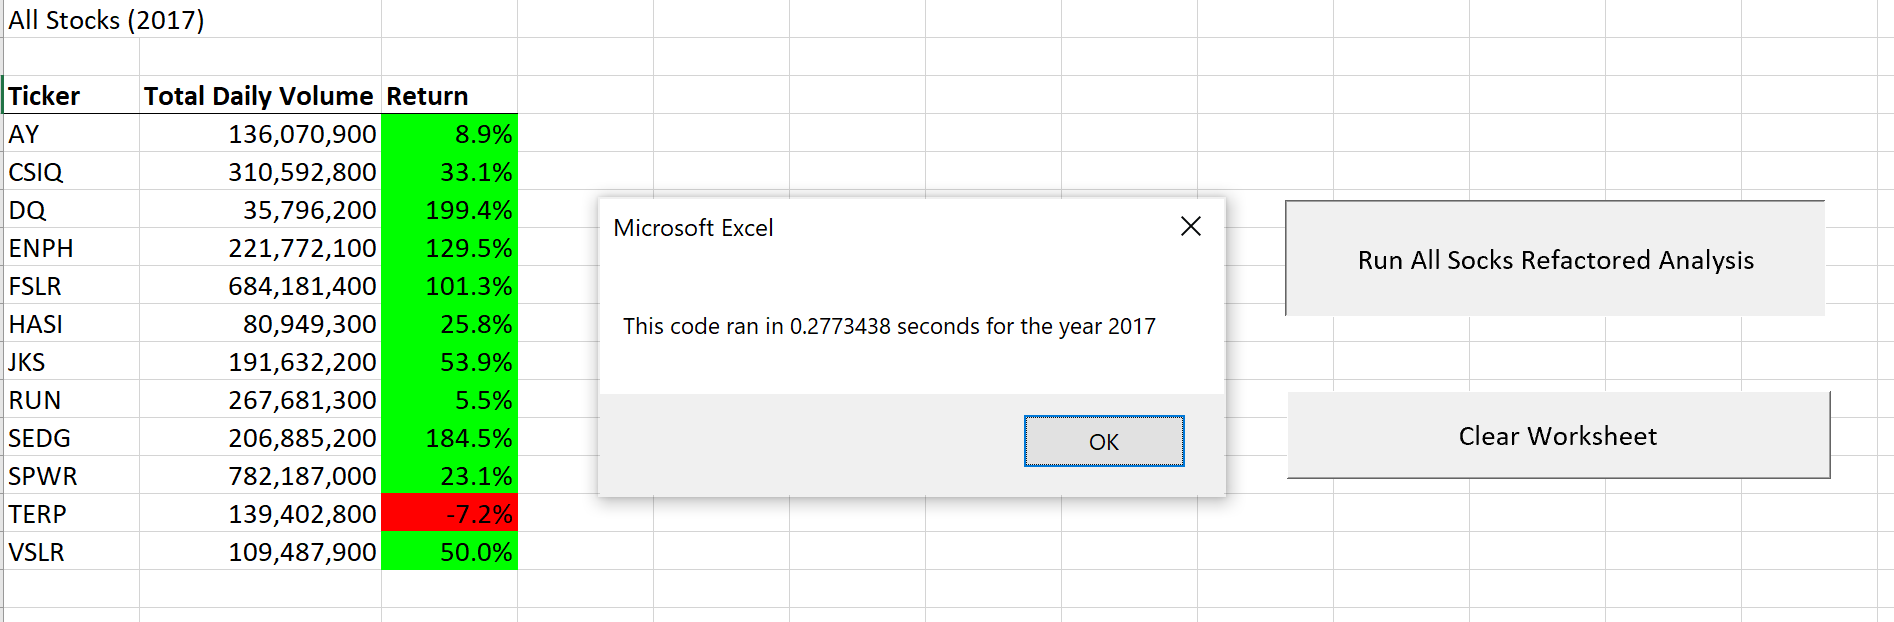 All Stocks (2017)
Ticker Total Daily Volume Return
AY 136,070,900 8.9%
CSIQ 310,592,800 33.1%
DQ 35,796,200 199.4%
ENPH 221,772,100 129.5%
FSLR 684,181,400 101.3%
HASI 80,949,300 25.8%
JKS 191,632,200 53.9%
RUN 267,681,300 5.5%
SEDG 206,885,200 184.5%
SPWR 782,187,000 23.1%
TERP 139,402,800 -7.2%
VSLR 109,487,900 50.0%
Microsoft Excel
This code ran in 0.2773438 seconds for the year 2017
OK
Run All Socks Refactored Analysis
Clear Worksheet